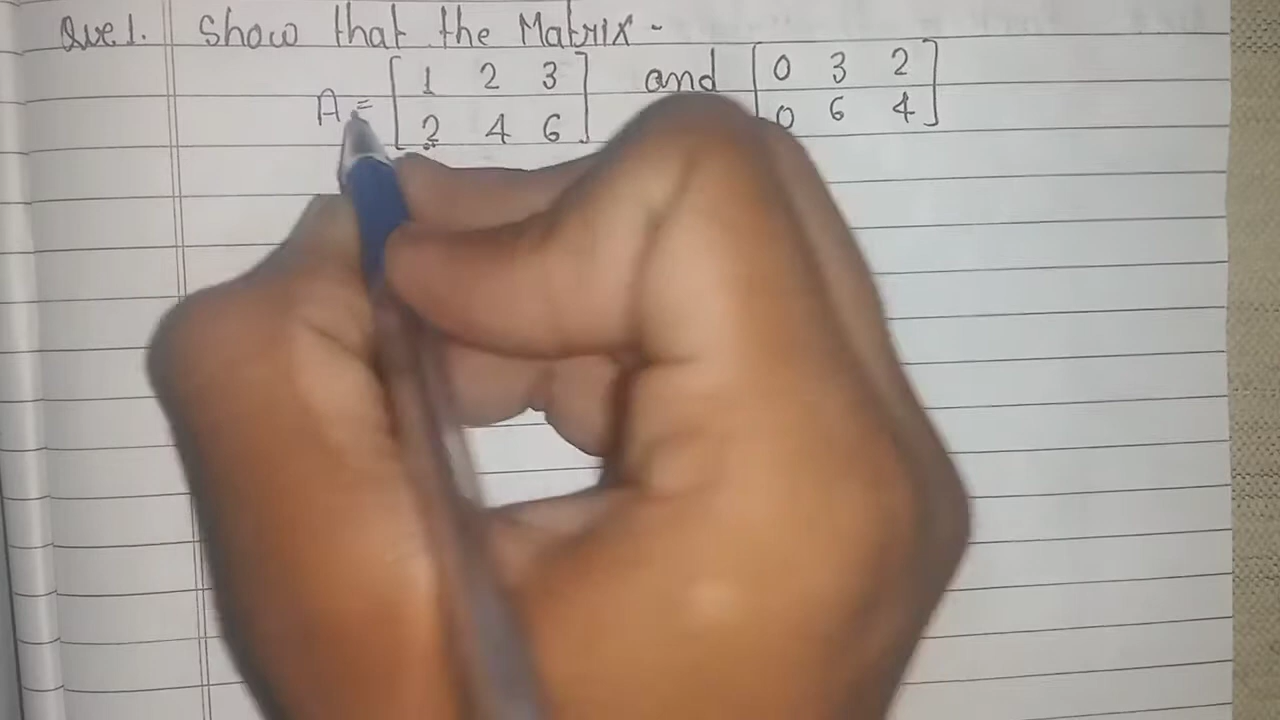 Que 1. Show that the Matrix -
A = [ 1 2 3 ] and [ 0 3 2 ]
[ 2 4 6 ] [ 0 6 4 ]